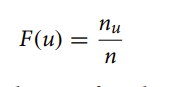 F(u) = n_u / n